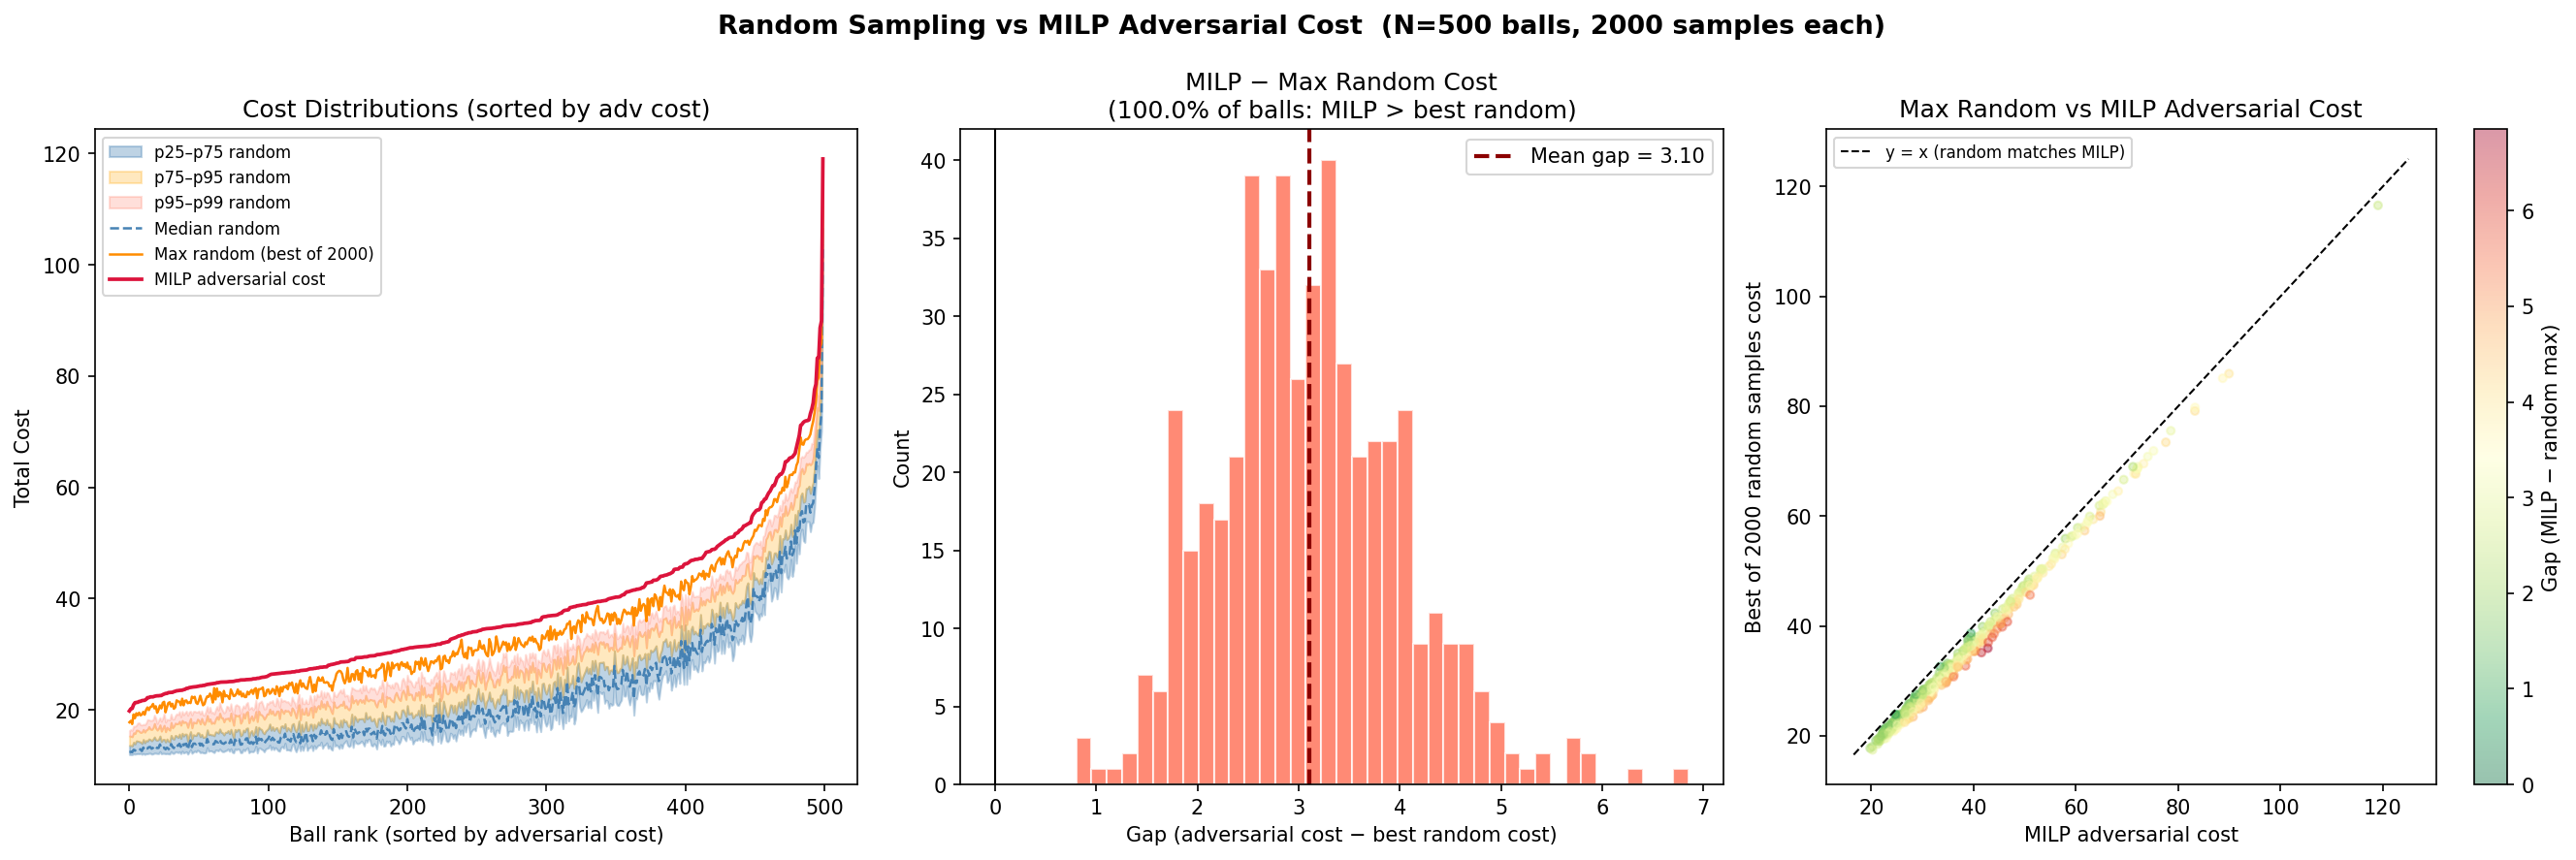 Random Sampling vs MILP Adversarial Cost  (N=500 balls, 2000 samples each)
Cost Distributions (sorted by adv cost)
120
100
80
60
40
20
Total Cost
p25–p75 random
p75–p95 random
p95–p99 random
Median random
Max random (best of 2000)
MILP adversarial cost
0 100 200 300 400 500
Ball rank (sorted by adversarial cost)
MILP − Max Random Cost
(100.0% of balls: MILP > best random)
40
35
30
25
20
15
10
5
0
Count
Mean gap = 3.10
0 1 2 3 4 5 6 7
Gap (adversarial cost − best random cost)
Max Random vs MILP Adversarial Cost
120
100
80
60
40
20
Best of 2000 random samples cost
y = x (random matches MILP)
20 40 60 80 100 120
MILP adversarial cost
6
5
4
3
2
1
0
Gap (MILP − random max)